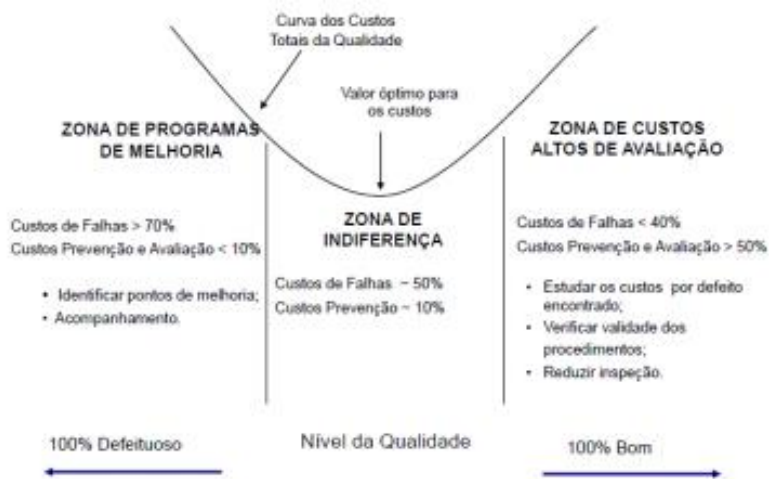 Curva dos Custos
Totais da Qualidade
Valor óptimo para
os custos
ZONA DE PROGRAMAS
DE MELHORIA
Custos de Falhas > 70%
Custos Prevenção e Avaliação < 10%
• Identificar pontos de melhoria;
• Acompanhamento.
ZONA DE
INDIFERENÇA
Custos de Falhas ~ 50%
Custos Prevenção ~ 10%
ZONA DE CUSTOS
ALTOS DE AVALIAÇÃO
Custos de Falhas < 40%
Custos Prevenção e Avaliação > 50%
• Estudar os custos por defeito
encontrado;
• Verificar validade dos
procedimentos;
• Reduzir inspeção.
100% Defeituoso
Nível da Qualidade
100% Bom